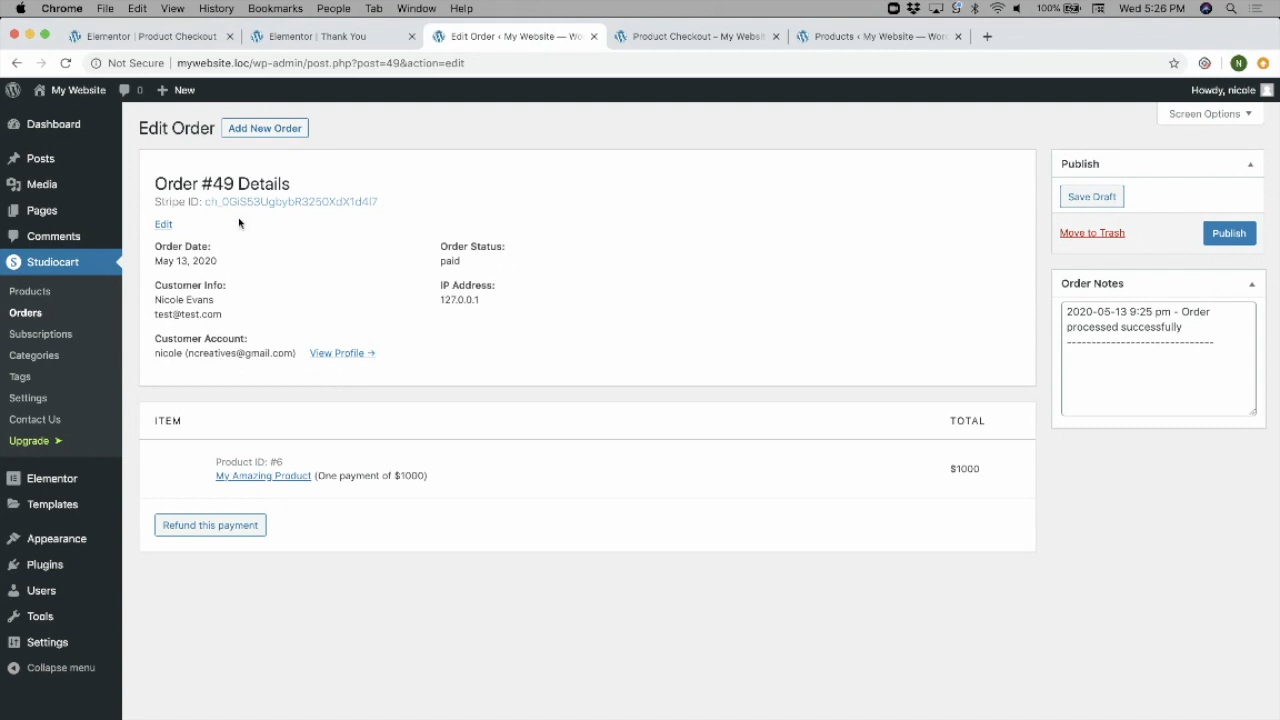 Chrome File Edit View History Bookmarks People Tab Window Help 100% Wed 5:26 PM
Elementor | Product Checkout Elementor | Thank You Edit Order ‹ My Website — Wo Product Checkout – My Websit Products ‹ My Website — Wor
Not Secure mywebsite.loc/wp-admin/post.php?post=49&action=edit N
My Website 0 New Howdy, nicole
Screen Options
Dashboard
Posts
Media
Pages
Comments
Studiocart
Products
Orders
Subscriptions
Categories
Tags
Settings
Contact Us
Upgrade
Elementor
Templates
Appearance
Plugins
Users
Tools
Settings
Collapse menu
Edit Order Add New Order
Order #49 Details
Stripe ID:
Edit
Order Date:
May 13, 2020
Order Status:
paid
Customer Info:
Nicole Evans
test@test.com
IP Address:
127.0.0.1
Customer Account:
nicole (ncreatives@gmail.com) View Profile →
ITEM TOTAL
Product ID: #6
My Amazing Product (One payment of $1000) $1000
Refund this payment
Publish
Save Draft
Move to Trash Publish
Order Notes
2020-05-13 9:25 pm - Order
processed successfully
------------------------------